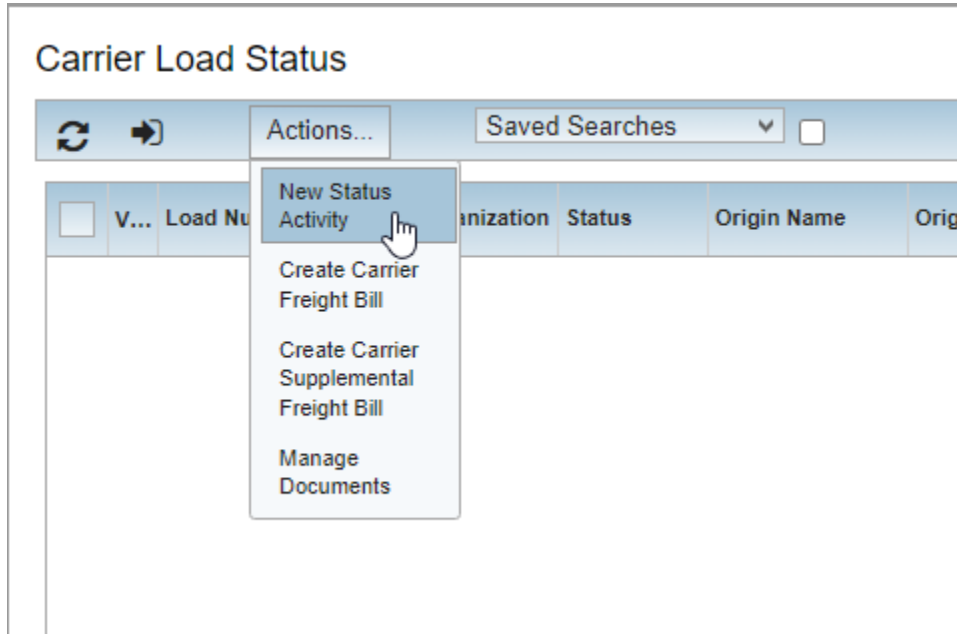 Carrier Load Status
Actions... Saved Searches
New Status
Activity
V... Load Nu anization Status Origin Name Orig
Create Carrier
Freight Bill
Create Carrier
Supplemental
Freight Bill
Manage
Documents